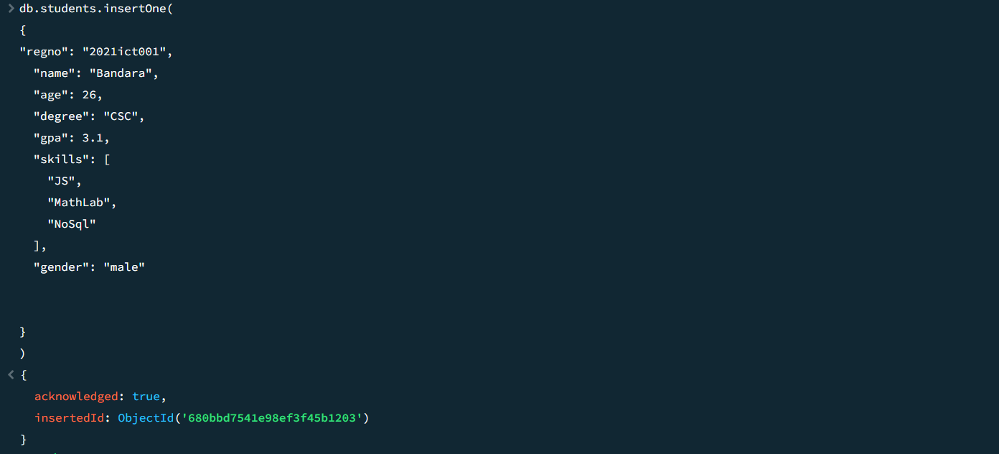 > db.students.insertOne(
{
"regno": "2021ict001",
"name": "Bandara",
"age": 26,
"degree": "CSC",
"gpa": 3.1,
"skills": [
"JS",
"MathLab",
"NoSql"
],
"gender": "male"
}
)
< {
acknowledged: true,
insertedId: ObjectId('680bbd7541e98ef3f45b1203')
}